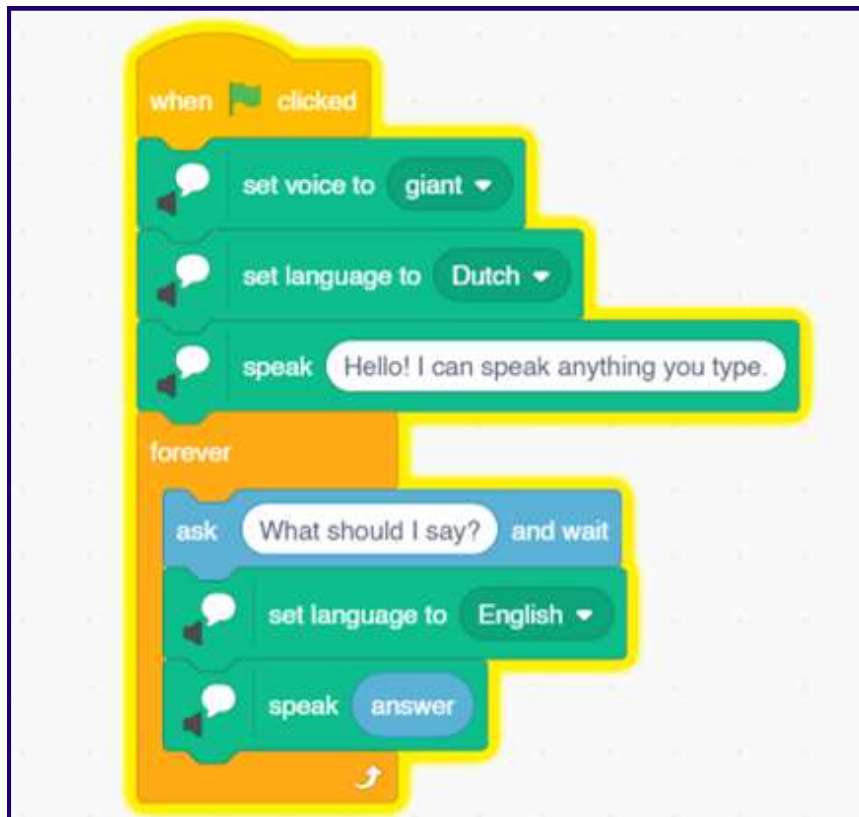 when clicked
set voice to giant
set language to Dutch
speak Hello! I can speak anything you type.
forever
ask What should I say? and wait
set language to English
speak answer